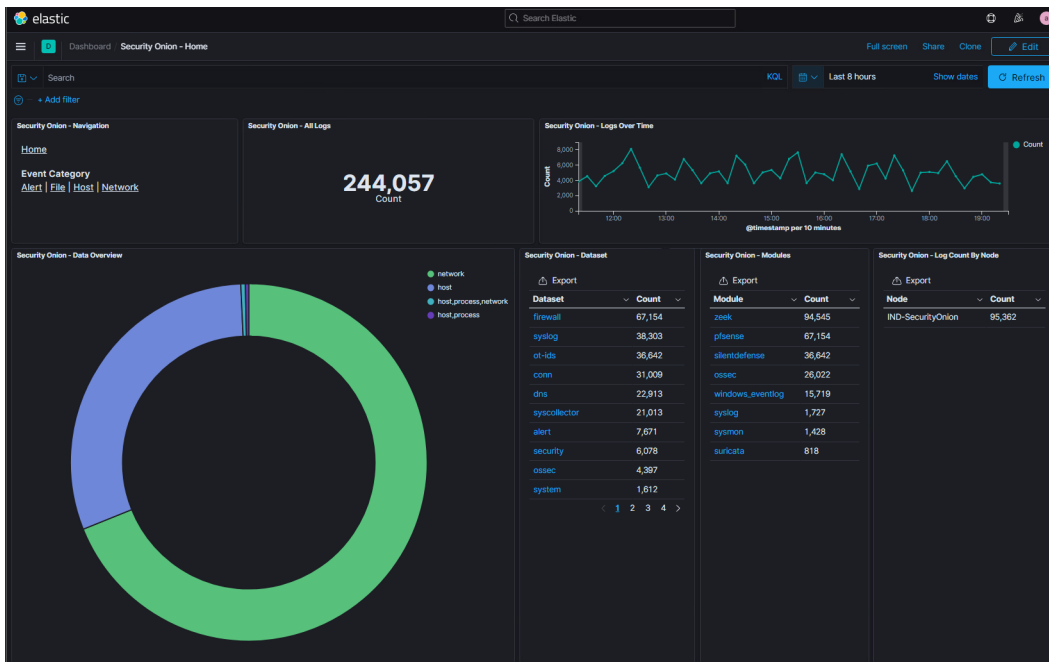 elastic
Search Elastic
D
Dashboard
Security Onion - Home
Full screen
Share
Clone
Edit
Search
KQL
Last 8 hours
Show dates
Refresh
+ Add filter
Security Onion - Navigation
Home
Event Category
Alert | File | Host | Network
Security Onion - All Logs
244,057
Count
Security Onion - Logs Over Time
Count
8,000
6,000
4,000
2,000
0
12:00 13:00 14:00 15:00 16:00 17:00 18:00 19:00
@timestamp per 10 minutes
Count
Security Onion - Data Overview
network
host
host,process,network
host,process
Security Onion - Dataset
Export
Dataset Count
firewall 67,154
syslog 38,303
ot-ids 36,642
conn 31,009
dns 22,913
syscollector 21,013
alert 7,671
security 6,078
ossec 4,397
system 1,612
1 2 3 4
Security Onion - Modules
Export
Module Count
zeek 94,545
pfsense 67,154
silentdefense 36,642
ossec 26,022
windows_eventlog 15,719
syslog 1,727
sysmon 1,428
suricata 818
Security Onion - Log Count By Node
Export
Node Count
IND-SecurityOnion 95,362